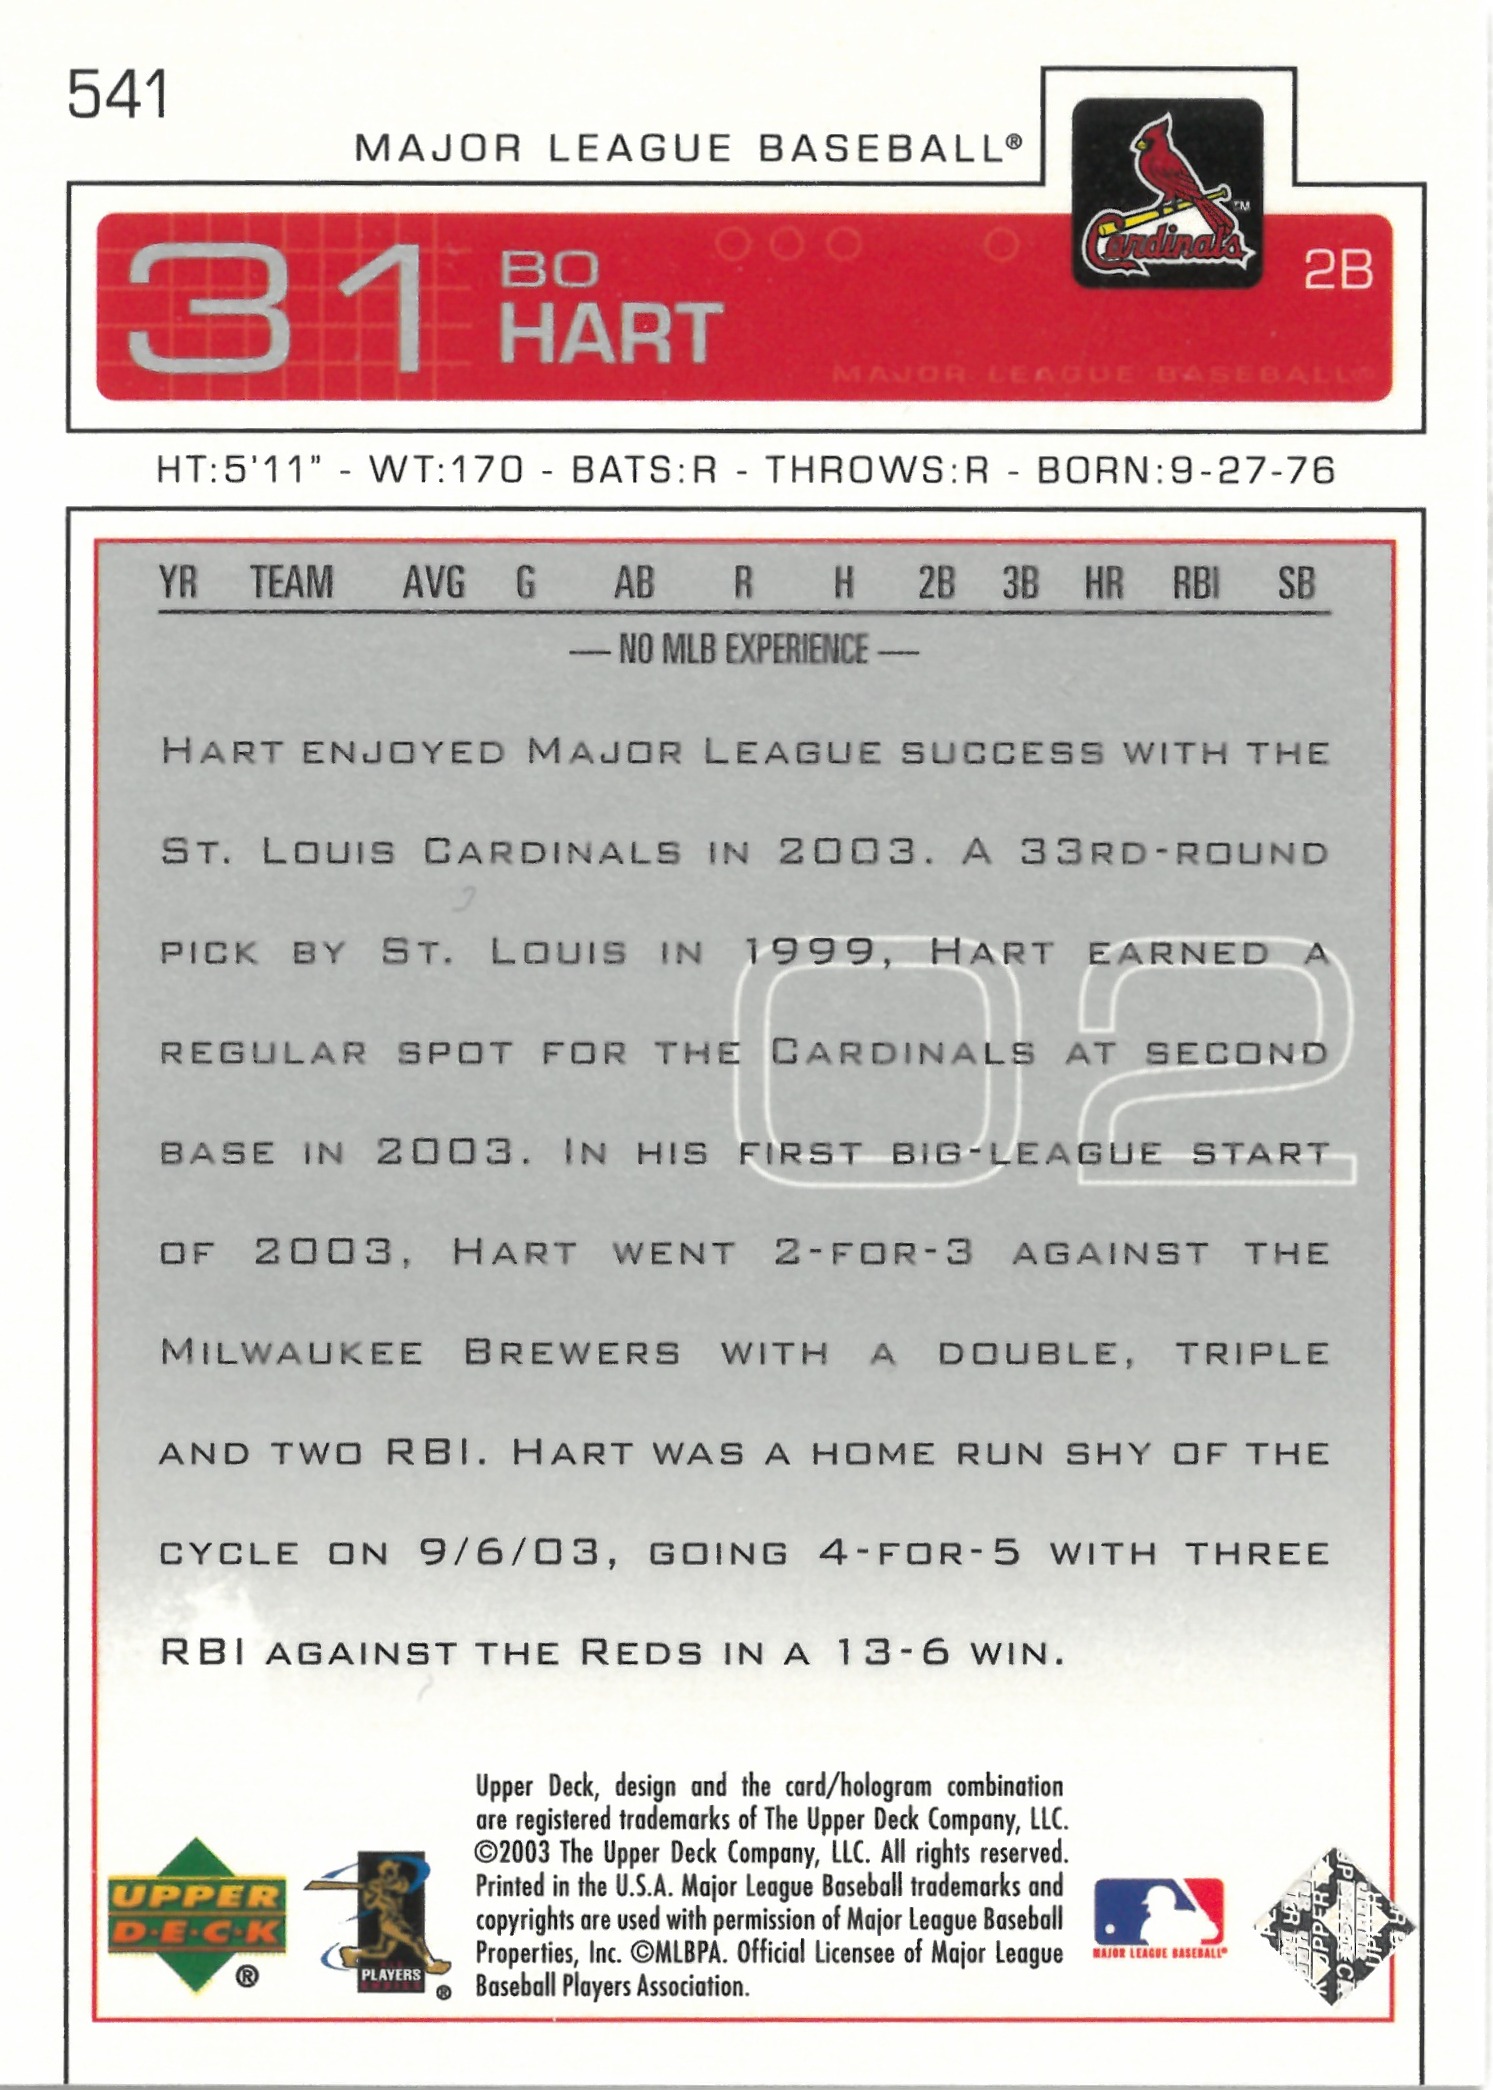 541
MAJOR LEAGUE BASEBALL®
Cardinals™
31
BO
HART
2B
MAJOR LEAGUE BASEBALL®
HT:5'11" - WT:170 - BATS:R - THROWS:R - BORN:9-27-76
YR TEAM AVG G AB R H 2B 3B HR RBI SB
— NO MLB EXPERIENCE —
HART ENJOYED MAJOR LEAGUE SUCCESS WITH THE
ST. LOUIS CARDINALS IN 2003. A 33RD-ROUND
PICK BY ST. LOUIS IN 1999, HART EARNED A
REGULAR SPOT FOR THE CARDINALS AT SECOND
BASE IN 2003. IN HIS FIRST BIG-LEAGUE START
OF 2003, HART WENT 2-FOR-3 AGAINST THE
MILWAUKEE BREWERS WITH A DOUBLE, TRIPLE
AND TWO RBI. HART WAS A HOME RUN SHY OF THE
CYCLE ON 9/6/03, GOING 4-FOR-5 WITH THREE
RBI AGAINST THE REDS IN A 13-6 WIN.
02
Upper Deck, design and the card/hologram combination
are registered trademarks of The Upper Deck Company, LLC.
©2003 The Upper Deck Company, LLC. All rights reserved.
Printed in the U.S.A. Major League Baseball trademarks and
copyrights are used with permission of Major League Baseball
Properties, Inc. ©MLBPA. Official Licensee of Major League
Baseball Players Association.
UPPER
D·E·C·K
®
PLAYERS
®
MAJOR LEAGUE BASEBALL®
UPPER